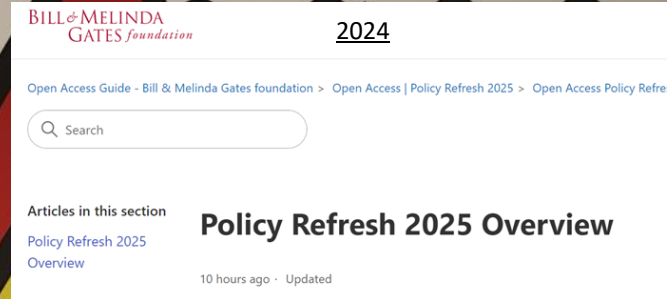 BILL & MELINDA
GATES foundation
2024
Open Access Guide - Bill & Melinda Gates foundation > Open Access | Policy Refresh 2025 > Open Access Policy Refre
Search
Articles in this section
Policy Refresh 2025
Overview
Policy Refresh 2025 Overview
10 hours ago · Updated